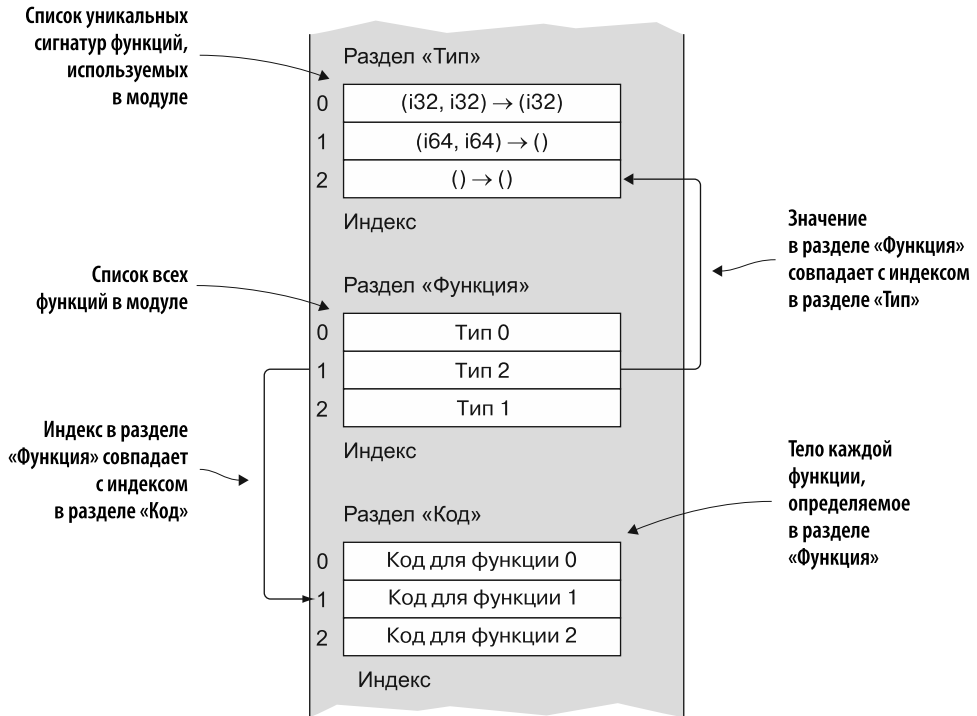 Список уникальных
сигнатур функций,
используемых
в модуле
Раздел «Тип»
0 (i32, i32) → (i32)
1 (i64, i64) → ()
2 () → ()
Индекс
Значение
в разделе «Функция»
совпадает с индексом
в разделе «Тип»
Список всех
функций в модуле
Раздел «Функция»
0 Тип 0
1 Тип 2
2 Тип 1
Индекс
Индекс в разделе
«Функция» совпадает
с индексом
в разделе «Код»
Тело каждой
функции,
определяемое
в разделе
«Функция»
Раздел «Код»
0 Код для функции 0
1 Код для функции 1
2 Код для функции 2
Индекс